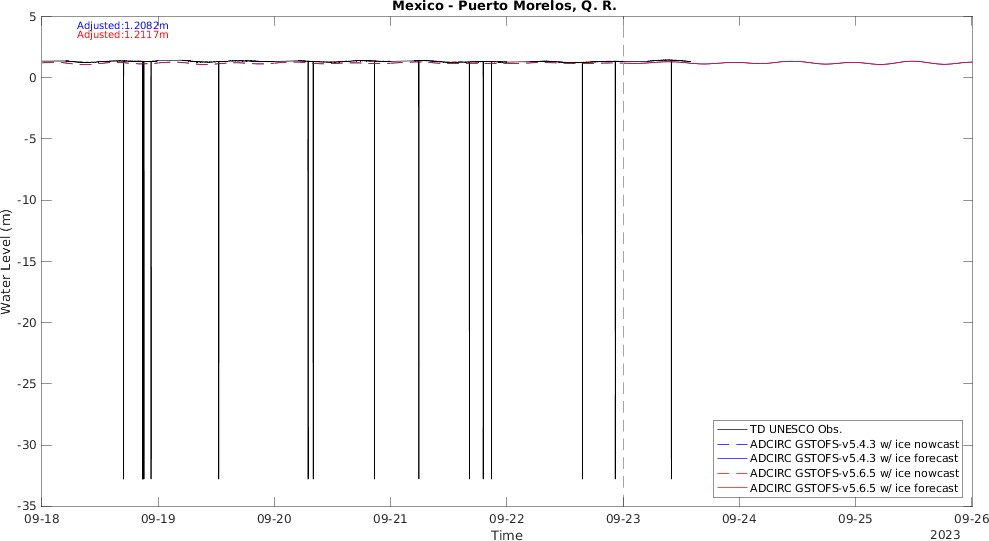 Mexico - Puerto Morelos, Q. R.
Adjusted:1.2082m
Adjusted:1.2117m
5
0
-5
-10
-15
-20
-25
-30
-35
Water Level (m)
TD UNESCO Obs.
ADCIRC GSTOFS-v5.4.3 w/ ice nowcast
ADCIRC GSTOFS-v5.4.3 w/ ice forecast
ADCIRC GSTOFS-v5.6.5 w/ ice nowcast
ADCIRC GSTOFS-v5.6.5 w/ ice forecast
09-18 09-19 09-20 09-21 09-22 09-23 09-24 09-25 09-26
Time
2023